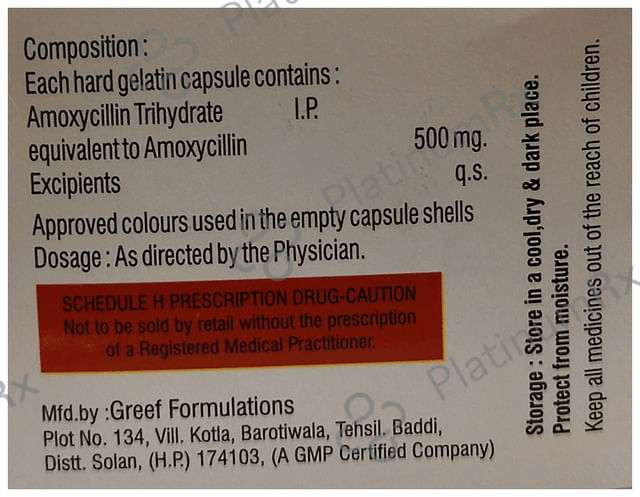 Composition :
Each hard gelatin capsule contains :
Amoxycillin Trihydrate I.P.
equivalent to Amoxycillin 500 mg.
Excipients q.s.
Approved colours used in the empty capsule shells
Dosage : As directed by the Physician.
SCHEDULE H PRESCRIPTION DRUG-CAUTION
Not to be sold by retail without the prescription
of a Registered Medical Practitioner.
Mfd.by :Greef Formulations
Plot No. 134, Vill. Kotla, Barotiwala, Tehsil. Baddi,
Distt. Solan, (H.P.) 174103, (A GMP Certified Company)
Storage : Store in a cool,dry & dark place.
Protect from moisture.
Keep all medicines out of the reach of children.
PlatinumRx
PlatinumRx